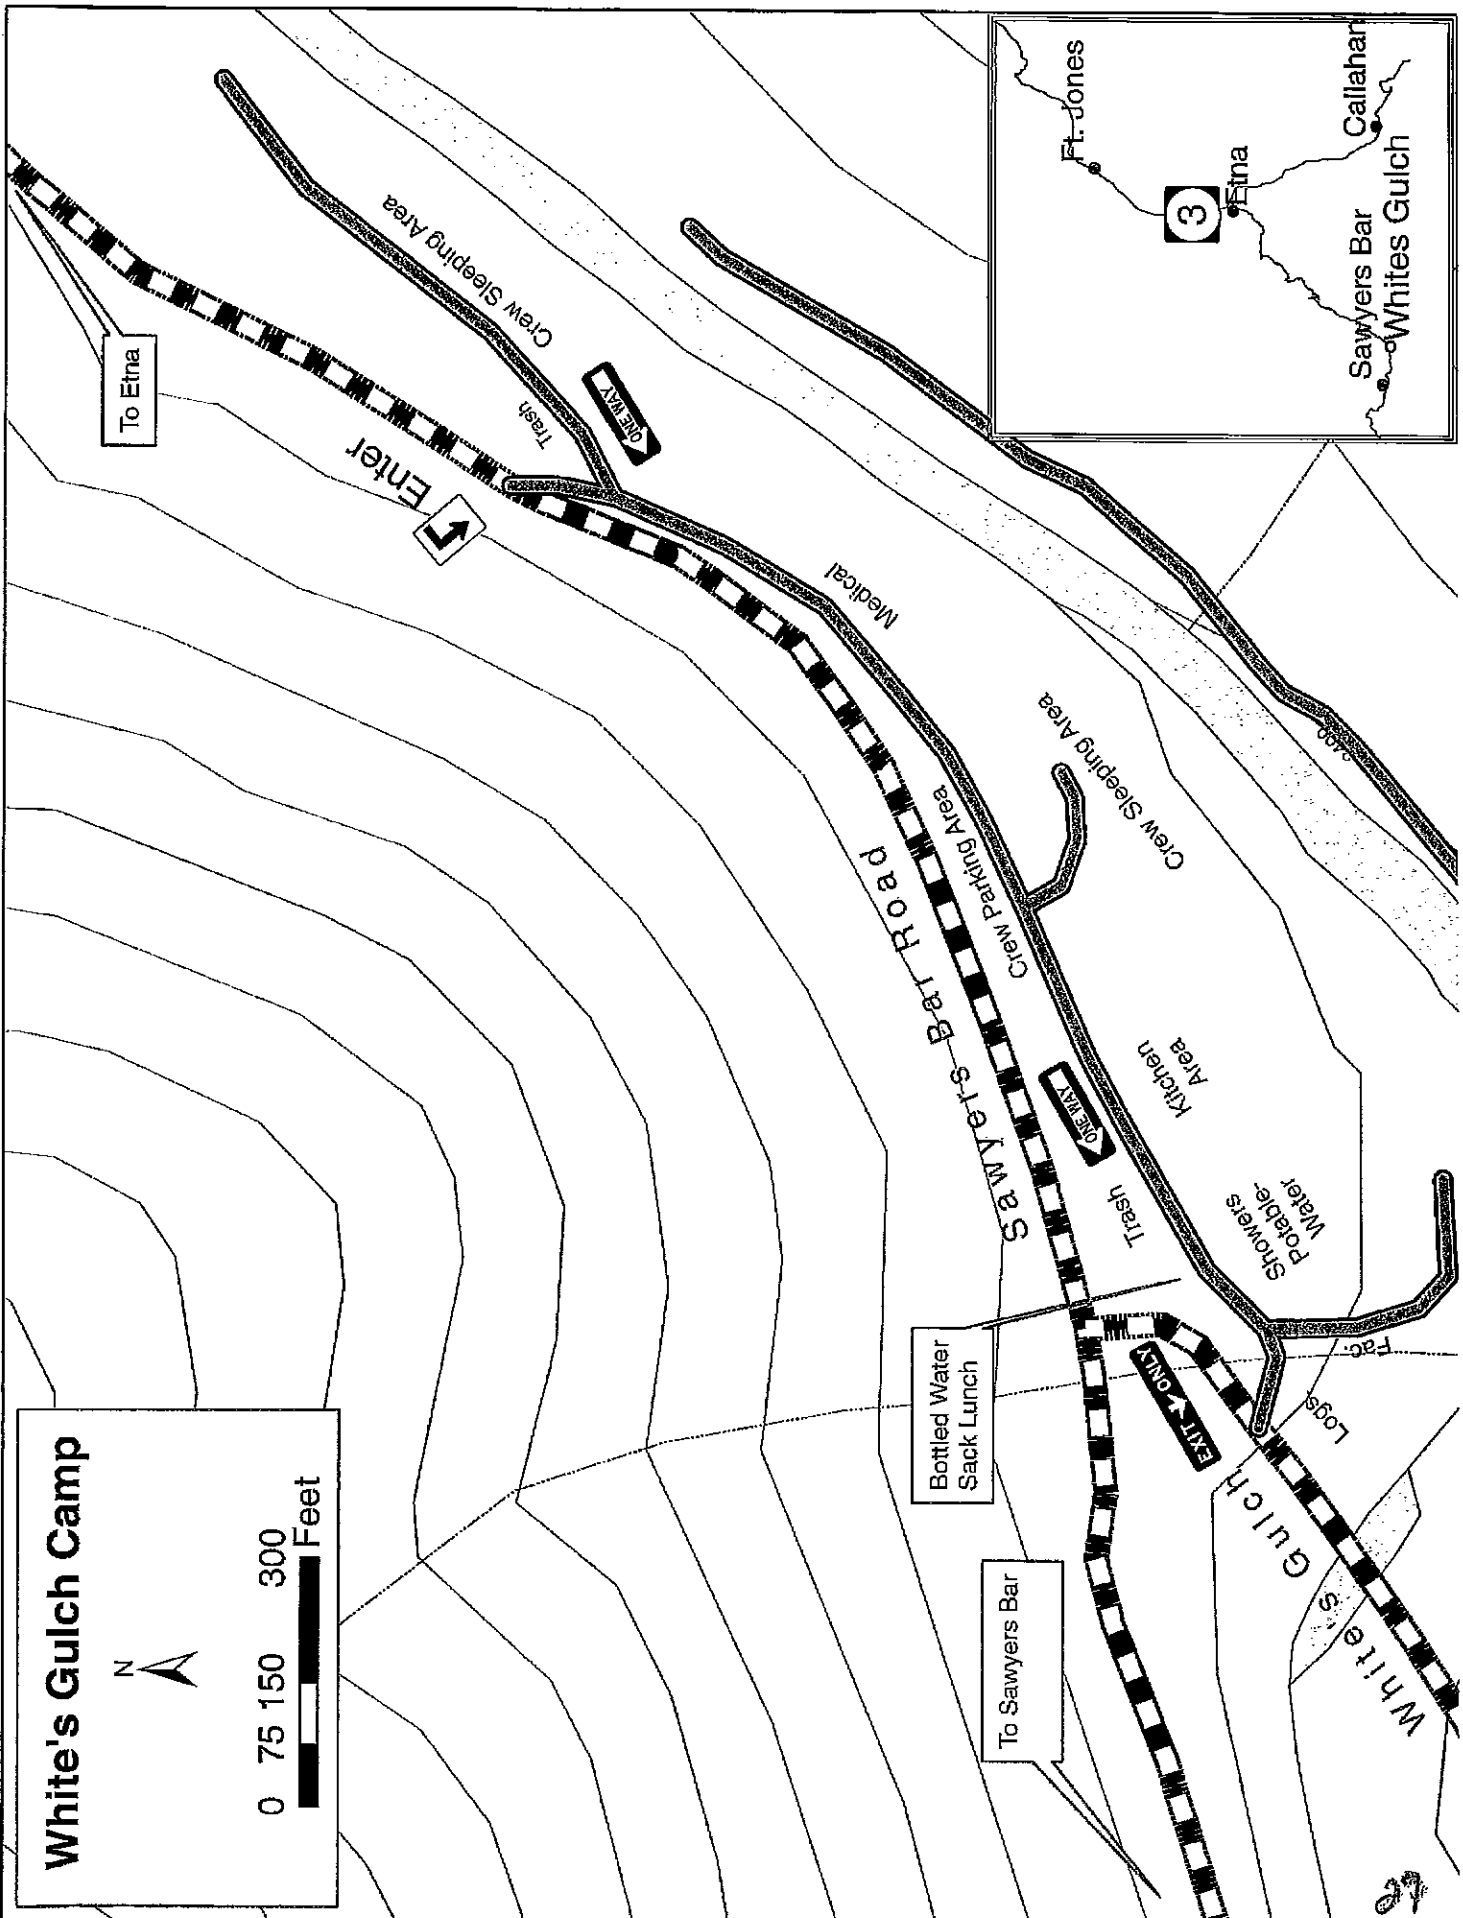 White's Gulch Camp
N
0 75 150 300
Feet
To Etna
Enter
Trash
Crew Sleeping Area
ONE WAY
Medical
Crew Sleeping Area
Crew Parking Area
Sawyers Bar Road
Kitchen
Area
ONE WAY
Trash
Showers
Potable-
Water
Bottled Water
Sack Lunch
EXIT ONLY
Fac.
Logs
White's Gulch
To Sawyers Bar
2400
Ft. Jones
3
Etna
Callahan
Sawyers Bar
Whites Gulch
27